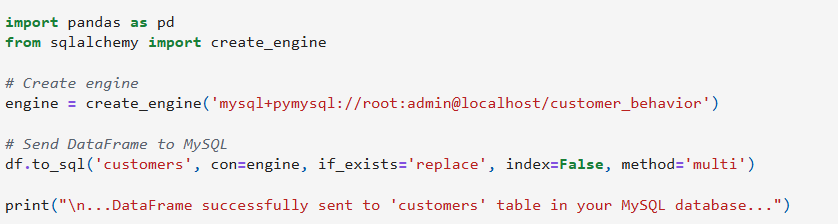 import pandas as pd
from sqlalchemy import create_engine
# Create engine
engine = create_engine('mysql+pymysql://root:admin@localhost/customer_behavior')
# Send DataFrame to MySQL
df.to_sql('customers', con=engine, if_exists='replace', index=False, method='multi')
print("\n...DataFrame successfully sent to 'customers' table in your MySQL database...")